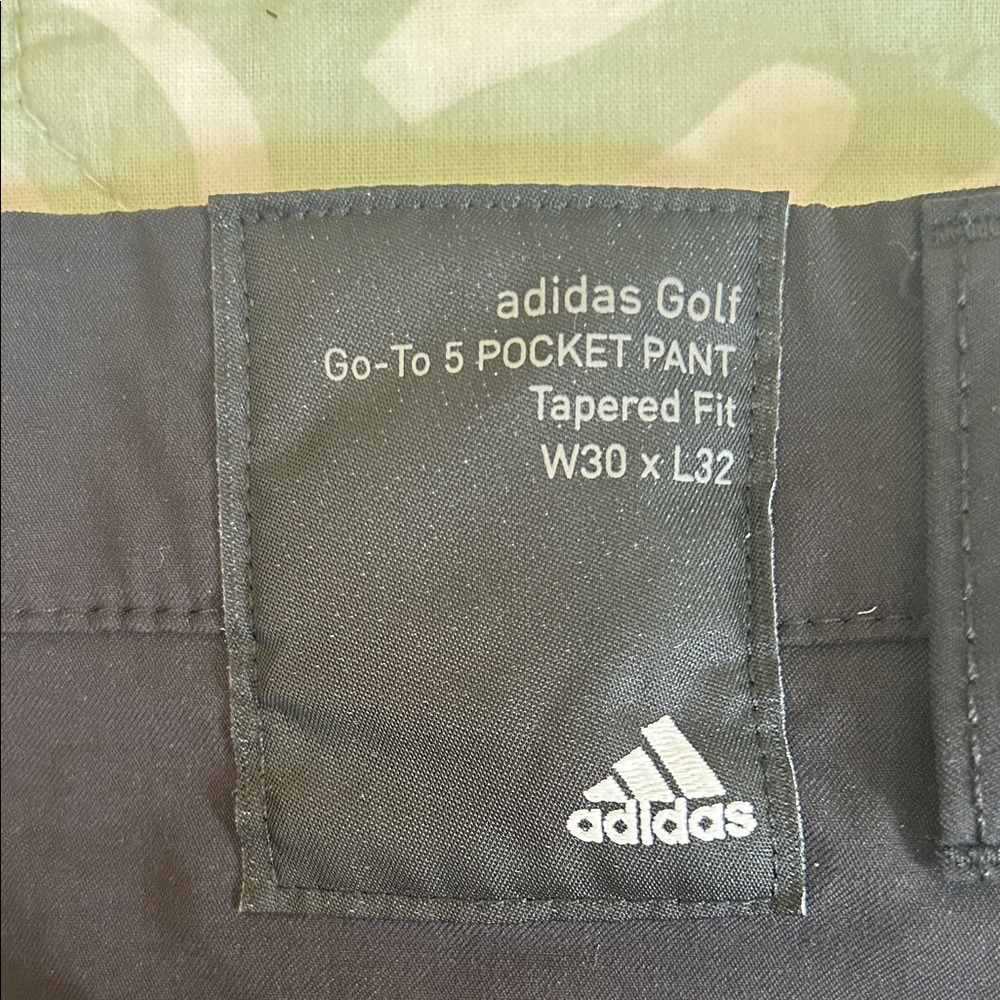 adidas Golf
Go-To 5 POCKET PANT
Tapered Fit
W30 x L32
adidas